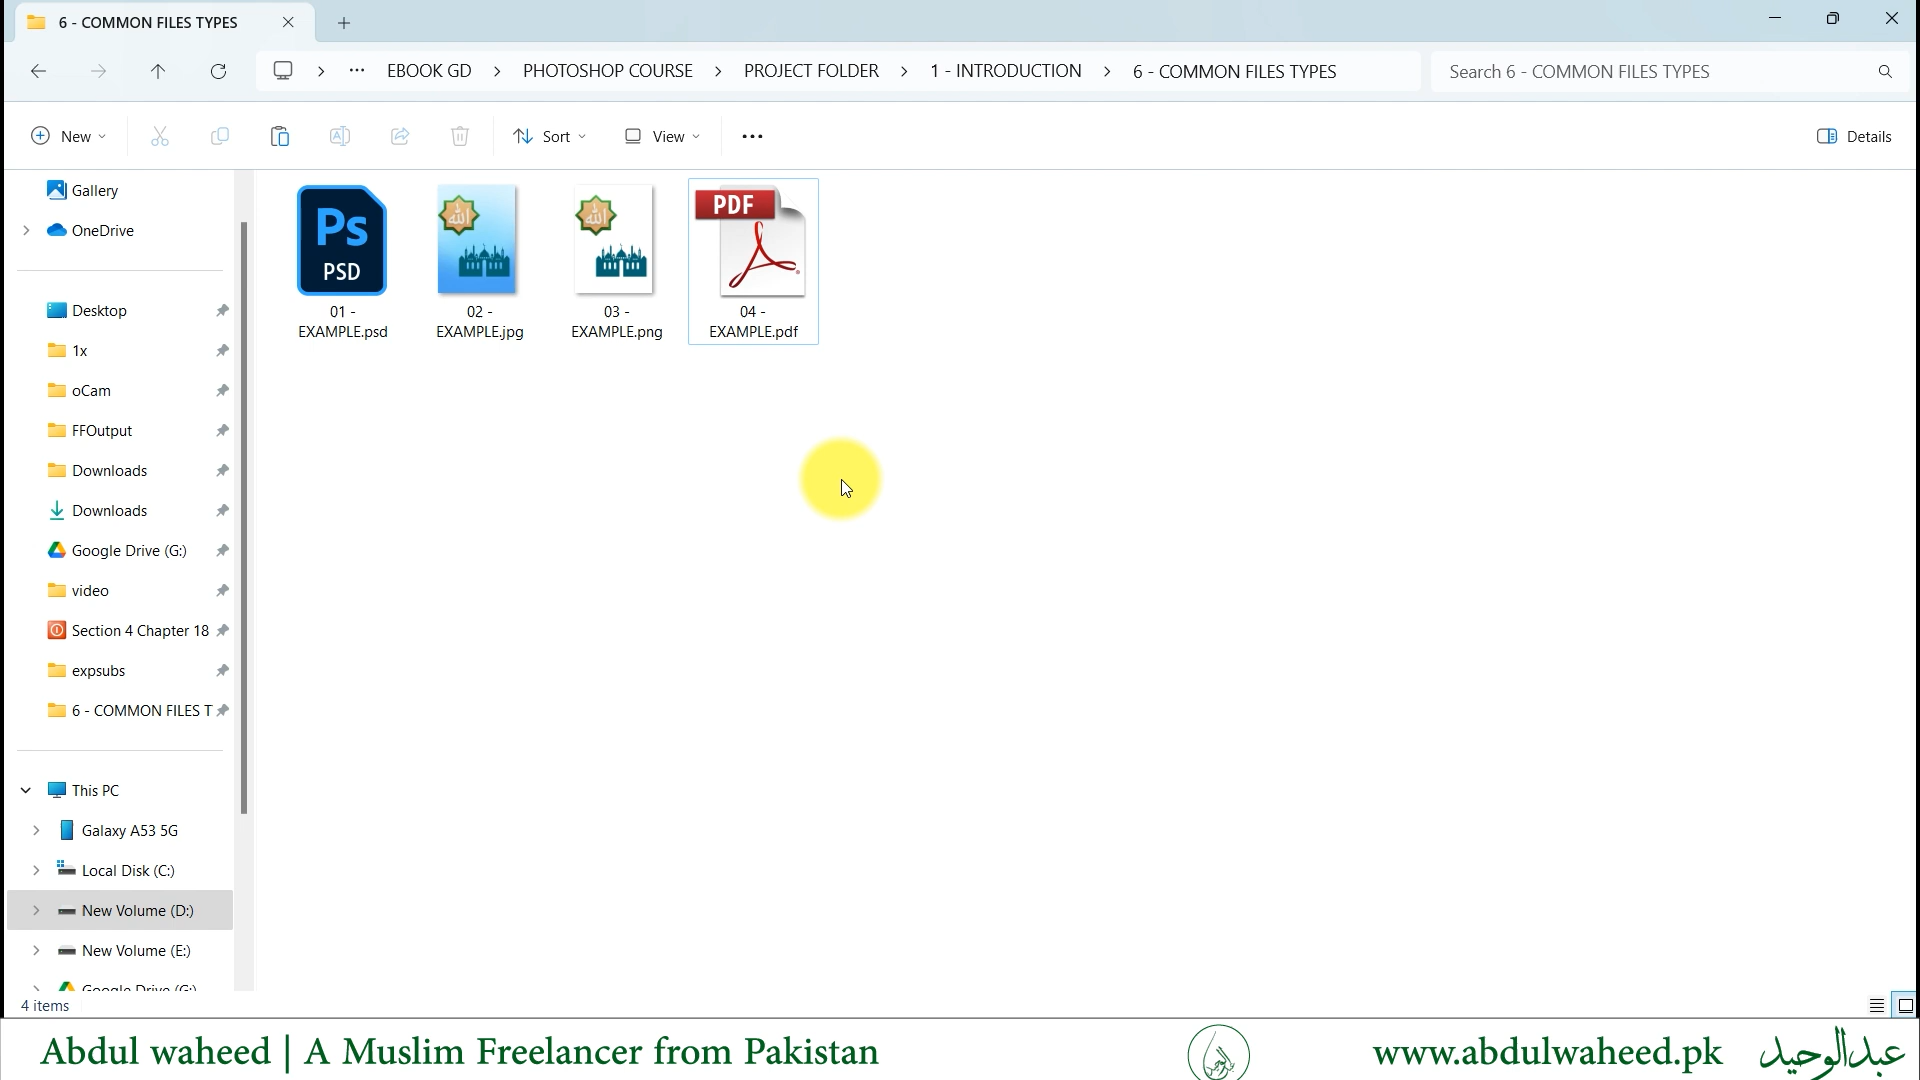 6 - COMMON FILES TYPES
EBOOK GD > PHOTOSHOP COURSE > PROJECT FOLDER > 1 - INTRODUCTION > 6 - COMMON FILES TYPES
Search 6 - COMMON FILES TYPES
New
Sort
View
Details
Gallery
OneDrive
Desktop
1x
oCam
FFOutput
Downloads
Downloads
Google Drive (G:)
video
Section 4 Chapter 18
expsubs
6 - COMMON FILES T
This PC
Galaxy A53 5G
Local Disk (C:)
New Volume (D:)
New Volume (E:)
Google Drive (G:)
Ps
PSD
01 -
EXAMPLE.psd
الله
02 -
EXAMPLE.jpg
الله
03 -
EXAMPLE.png
PDF
04 -
EXAMPLE.pdf
4 items
Abdul waheed | A Muslim Freelancer from Pakistan
www.abdulwaheed.pk
عبدالوحید